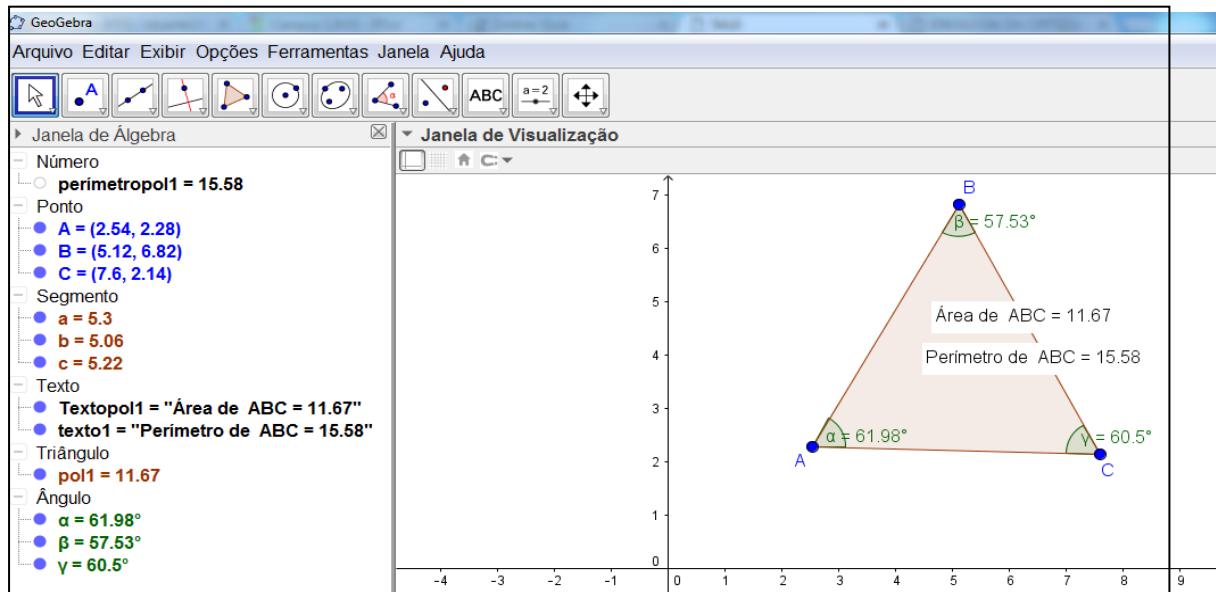 GeoGebra
Arquivo Editar Exibir Opções Ferramentas Janela Ajuda
A
α
ABC
a=2
Janela de Álgebra
Janela de Visualização
Número
perímetropol1 = 15.58
Ponto
A = (2.54, 2.28)
B = (5.12, 6.82)
C = (7.6, 2.14)
Segmento
a = 5.3
b = 5.06
c = 5.22
Texto
Textopol1 = "Área de ABC = 11.67"
texto1 = "Perímetro de ABC = 15.58"
Triângulo
pol1 = 11.67
Ângulo
α = 61.98°
β = 57.53°
γ = 60.5°
7
B
β = 57.53°
6
5
Área de ABC = 11.67
4
Perímetro de ABC = 15.58
3
α = 61.98°
γ = 60.5°
2
A
C
1
0
-4 -3 -2 -1 0 1 2 3 4 5 6 7 8 9